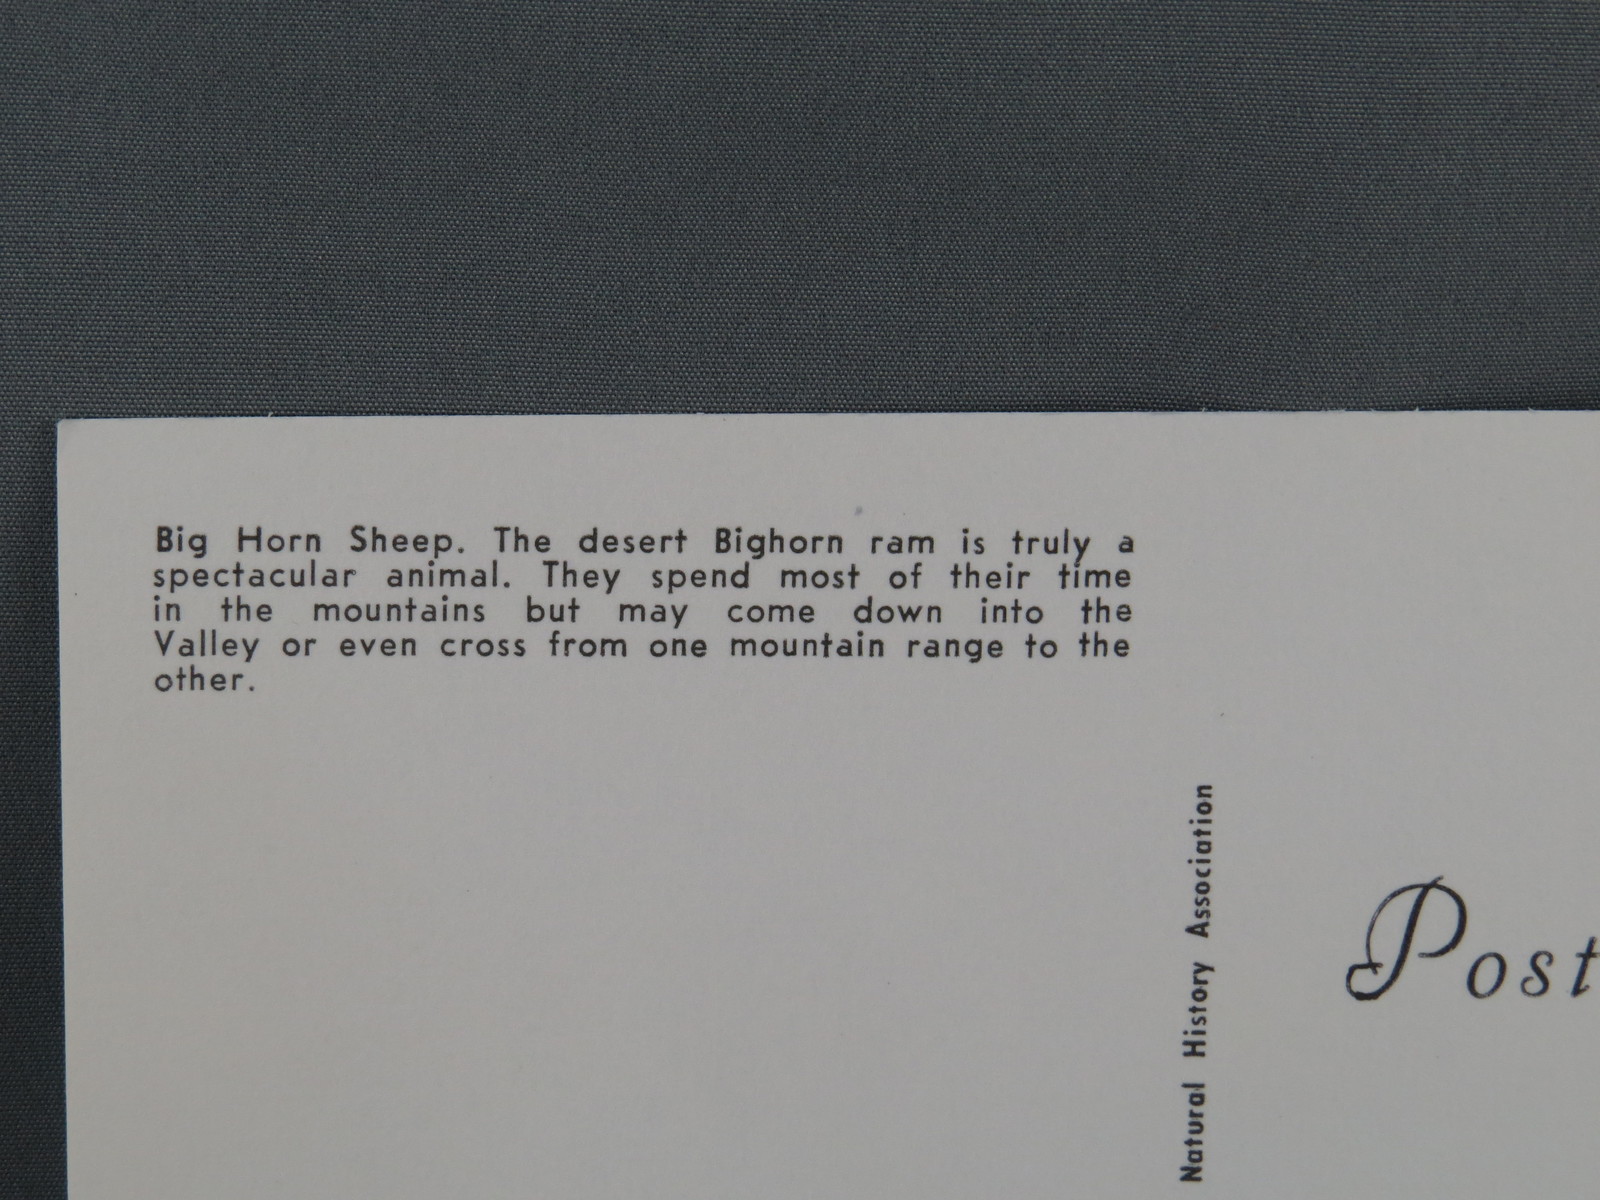 Big Horn Sheep. The desert Bighorn ram is truly a
spectacular animal. They spend most of their time
in the mountains but may come down into the
Valley or even cross from one mountain range to the
other.
Natural History Association
Post